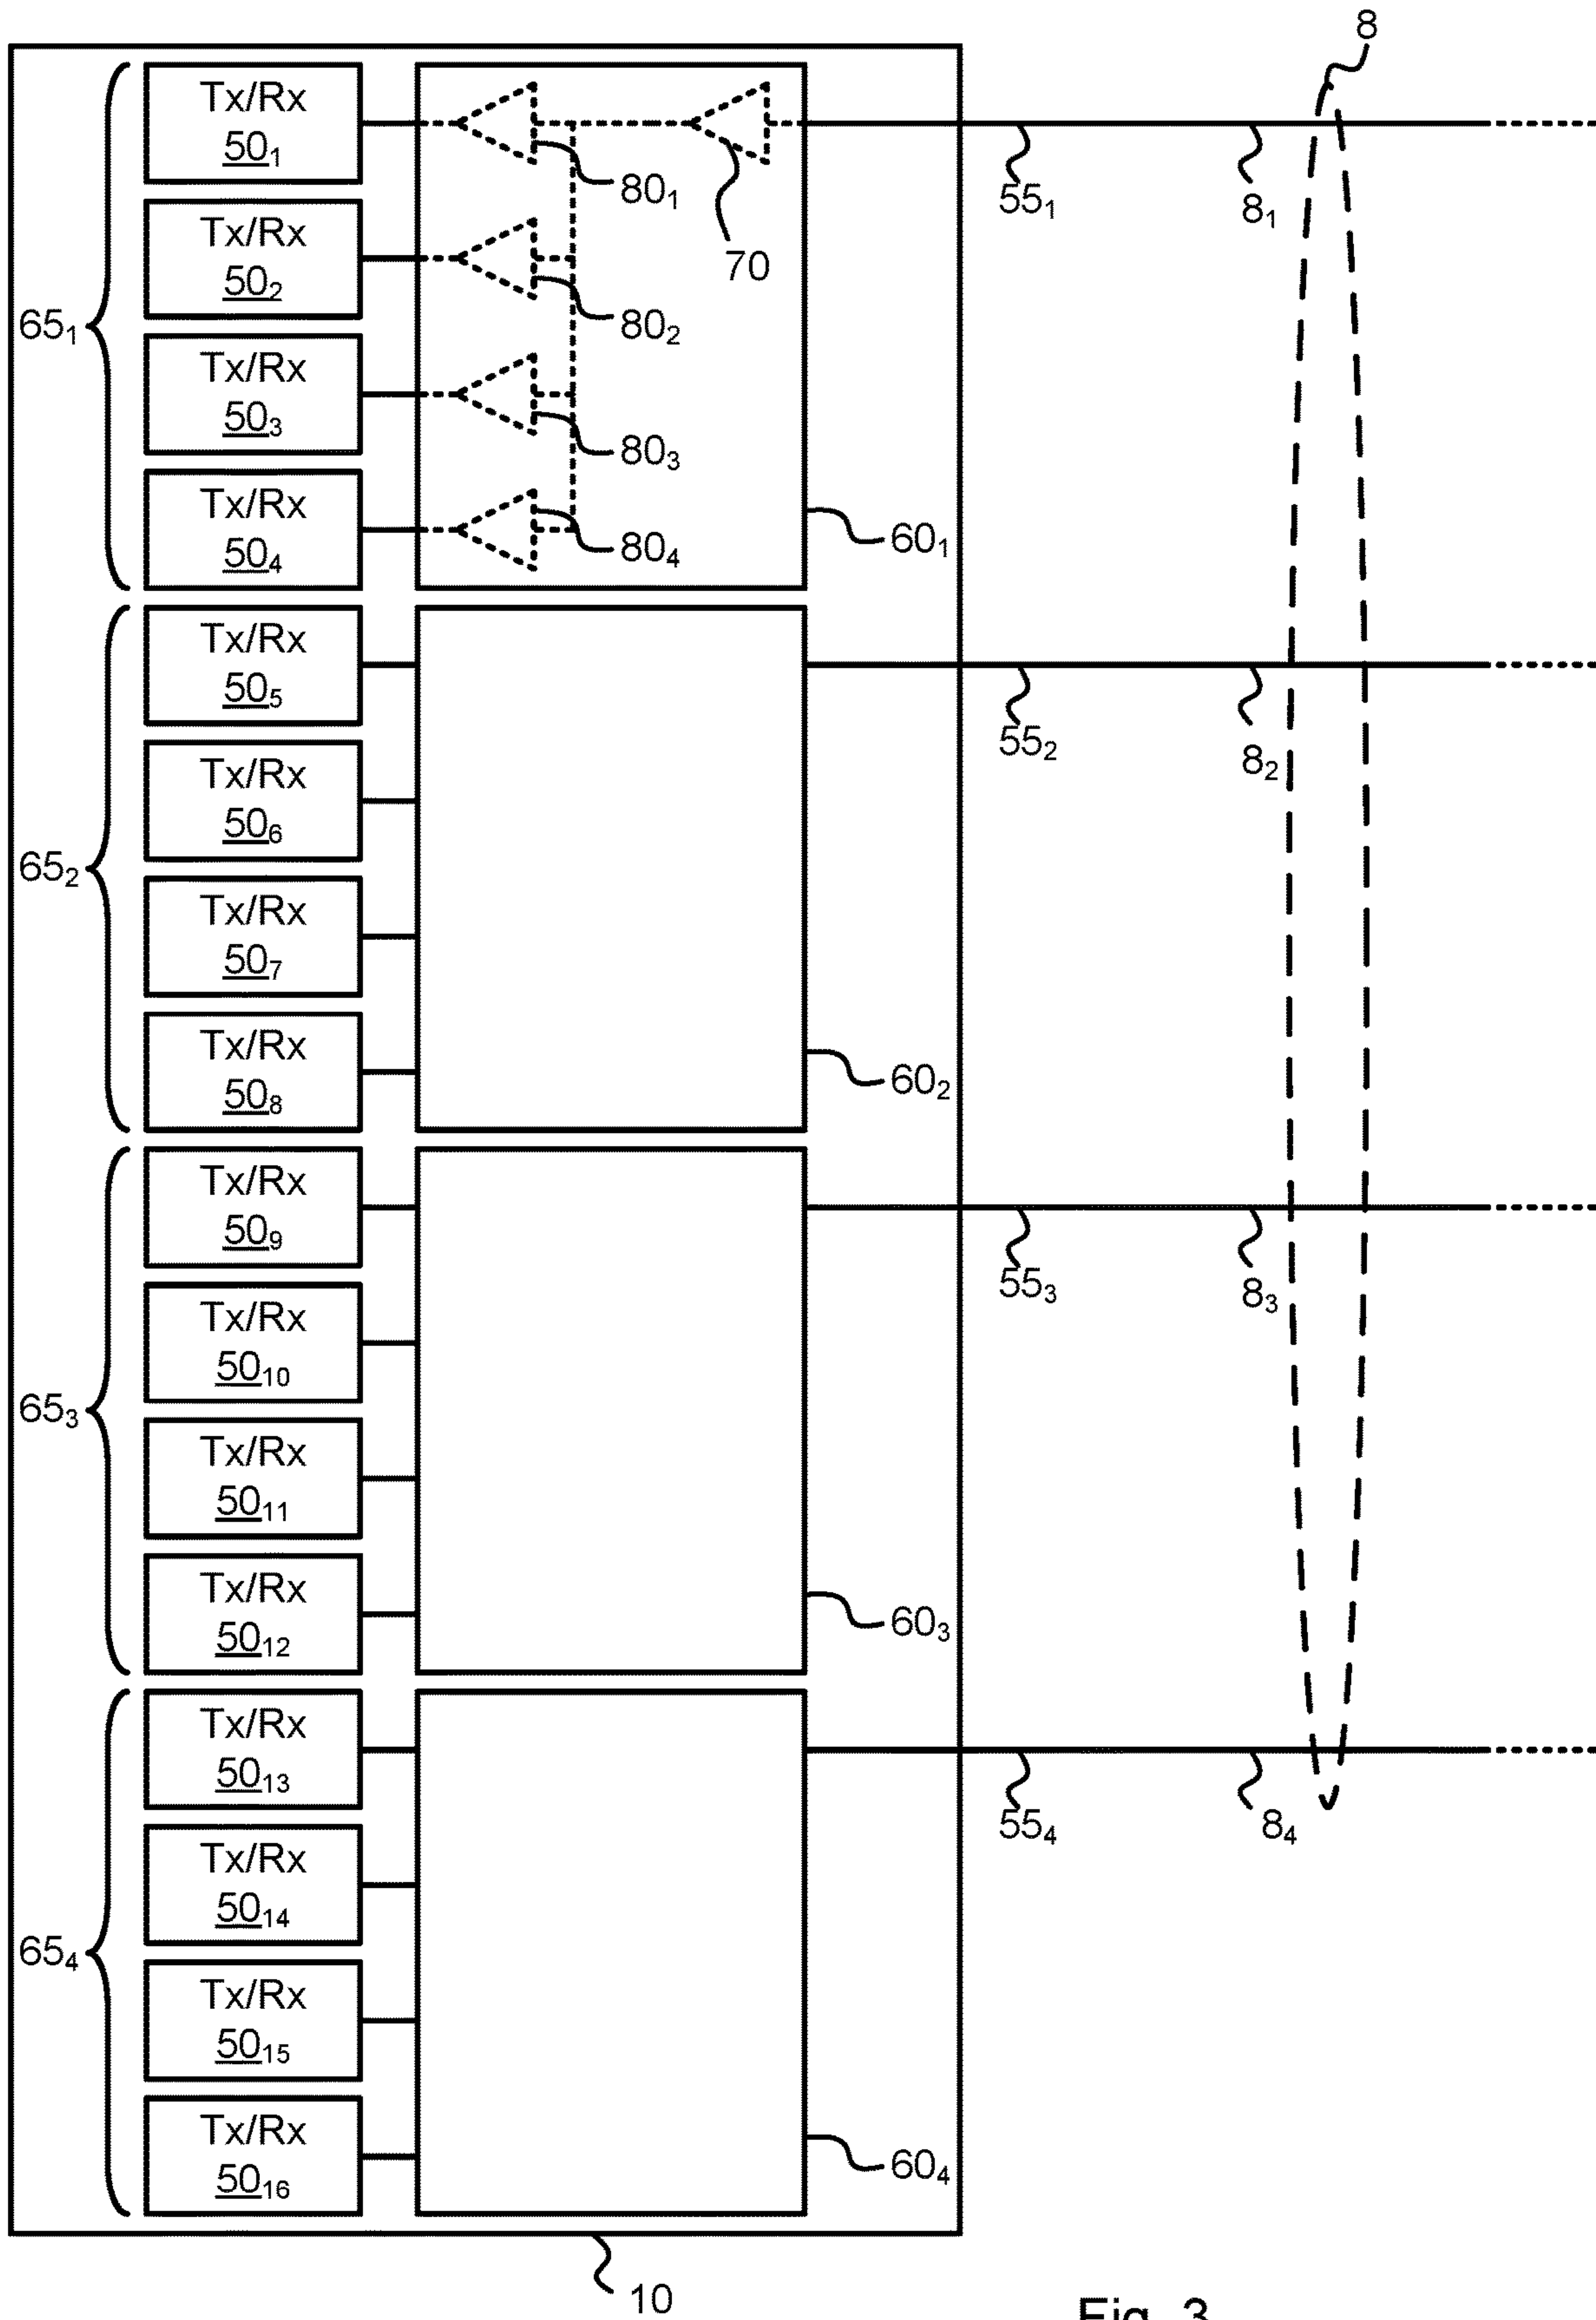 8
Tx/Rx
50₁
80₁
70
55₁
8₁
Tx/Rx
50₂
80₂
65₁
Tx/Rx
50₃
80₃
Tx/Rx
50₄
80₄
60₁
Tx/Rx
50₅
55₂
8₂
Tx/Rx
50₆
65₂
Tx/Rx
50₇
Tx/Rx
50₈
60₂
Tx/Rx
50₉
55₃
8₃
Tx/Rx
50₁₀
65₃
Tx/Rx
50₁₁
Tx/Rx
50₁₂
60₃
Tx/Rx
50₁₃
55₄
8₄
Tx/Rx
50₁₄
65₄
Tx/Rx
50₁₅
Tx/Rx
50₁₆
60₄
10
Fig. 3